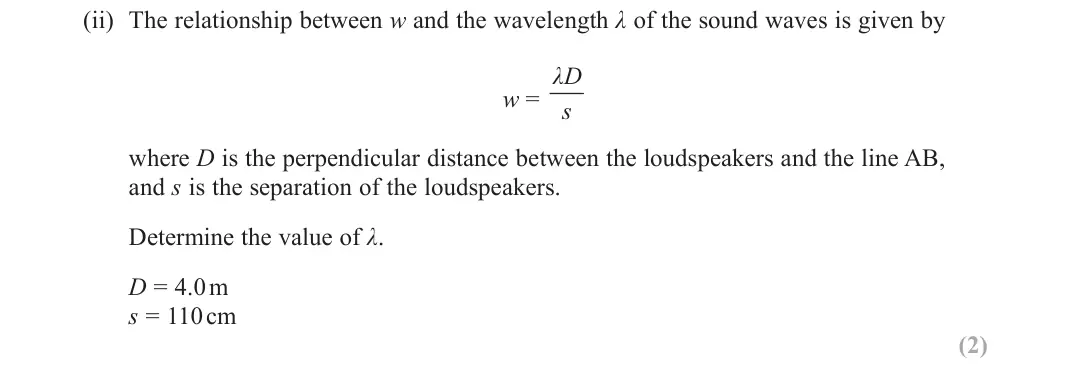 (ii) The relationship between w and the wavelength λ of the sound waves is given by
w = λD
s
where D is the perpendicular distance between the loudspeakers and the line AB,
and s is the separation of the loudspeakers.
Determine the value of λ.
D = 4.0 m
s = 110 cm
(2)